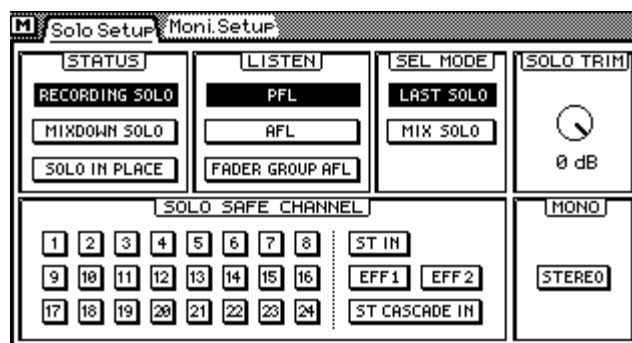 M Solo Setup Moni.Setup
STATUS LISTEN SEL MODE SOLO TRIM
RECORDING SOLO PFL LAST SOLO
MIXDOWN SOLO AFL MIX SOLO
SOLO IN PLACE FADER GROUP AFL 0 dB
SOLO SAFE CHANNEL MONO
1 2 3 4 5 6 7 8 ST IN
9 10 11 12 13 14 15 16 EFF1 EFF2 STEREO
17 18 19 20 21 22 23 24 ST CASCADE IN